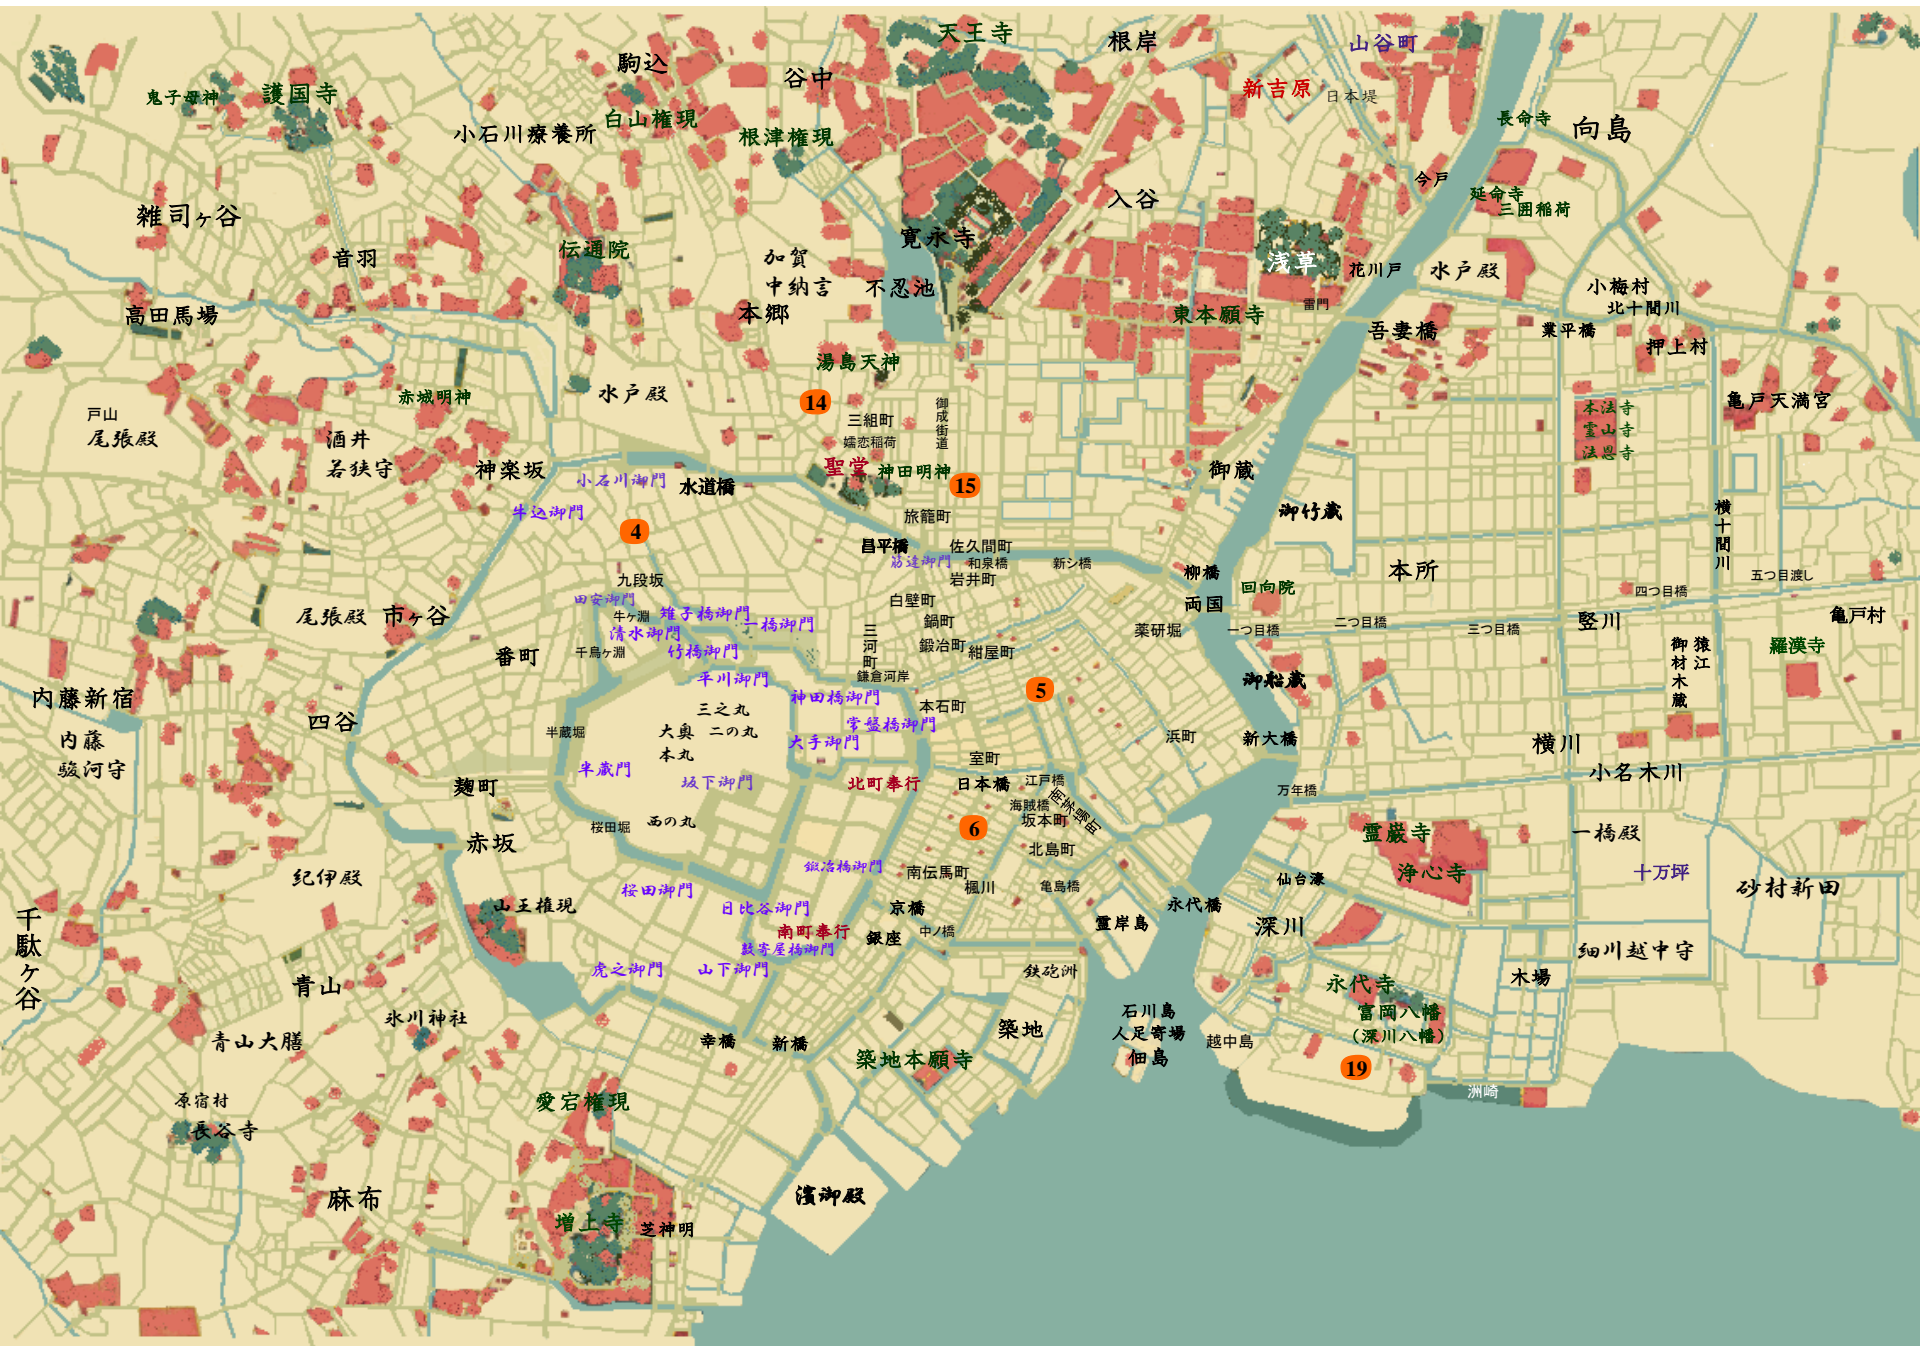 天王寺
根岸
山谷町
駒込
谷中
新吉原
日本堤
鬼子母神
護国寺
白山権現
小石川療養所
根津権現
長命寺
向島
今戸
延命寺
三囲稲荷
入谷
雑司ヶ谷
音羽
伝通院
寛永寺
加賀
中納言
不忍池
浅草
花川戸
水戸殿
小梅村
北十間川
高田馬場
本郷
東本願寺
雷門
吾妻橋
業平橋
押上村
湯島天神
赤城明神
水戸殿
戸山
尾張殿
14
三組町
御成街道
嬬恋稲荷
本法寺
霊山寺
法恩寺
亀戸天満宮
酒井
若狭守
神楽坂
小石川御門
水道橋
聖堂
神田明神
15
御蔵
牛込御門
4
旅籠町
御竹蔵
横十間川
昌平橋
筋違御門
佐久間町
和泉橋
新シ橋
岩井町
柳橋
両国
回向院
本所
五つ目渡し
四つ目橋
九段坂
田安御門
牛ヶ淵
雉子橋御門
一橋御門
清水御門
竹橋御門
千鳥ヶ淵
白壁町
鍋町
三河町
鍛冶町
紺屋町
薬研堀
一つ目橋
二つ目橋
三つ目橋
竪川
亀戸村
尾張殿
市ヶ谷
番町
平川御門
鎌倉河岸
御船蔵
猿江
御材木蔵
羅漢寺
内藤新宿
内藤
駿河守
四谷
三之丸
大奥
二の丸
本丸
神田橋御門
常盤橋御門
大手御門
本石町
5
半蔵堀
浜町
新大橋
横川
小名木川
麹町
半蔵門
坂下御門
北町奉行
室町
日本橋
江戸橋
海賊橋
南茅場町
坂本町
万年橋
桜田堀
西の丸
6
北島町
赤坂
紀伊殿
霊巌寺
浄心寺
一橋殿
十万坪
砂村新田
鍛冶橋御門
南伝馬町
楓川
亀島橋
仙台濠
桜田御門
日比谷御門
京橋
霊岸島
永代橋
深川
山王権現
南町奉行
数寄屋橋御門
銀座
中ノ橋
細川越中守
千駄ヶ谷
虎之御門
山下御門
鉄砲洲
木場
青山
永代寺
富岡八幡
(深川八幡)
氷川神社
石川島
人足寄場
佃島
越中島
青山大膳
幸橋
新橋
築地
築地本願寺
19
洲崎
原宿村
長谷寺
愛宕権現
麻布
濱御殿
増上寺
芝神明